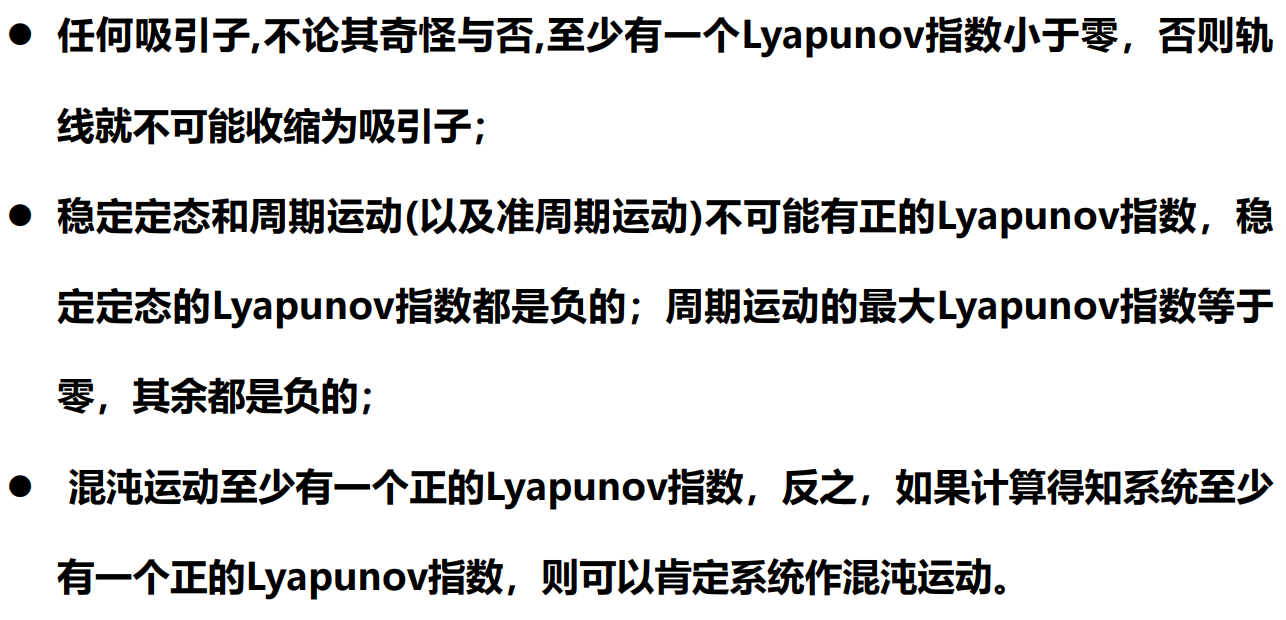 ● 任何吸引子,不论其奇怪与否,至少有一个Lyapunov指数小于零，否则轨
线就不可能收缩为吸引子；
● 稳定定态和周期运动(以及准周期运动)不可能有正的Lyapunov指数，稳
定定态的Lyapunov指数都是负的；周期运动的最大Lyapunov指数等于
零，其余都是负的；
● 混沌运动至少有一个正的Lyapunov指数，反之，如果计算得知系统至少
有一个正的Lyapunov指数，则可以肯定系统作混沌运动。